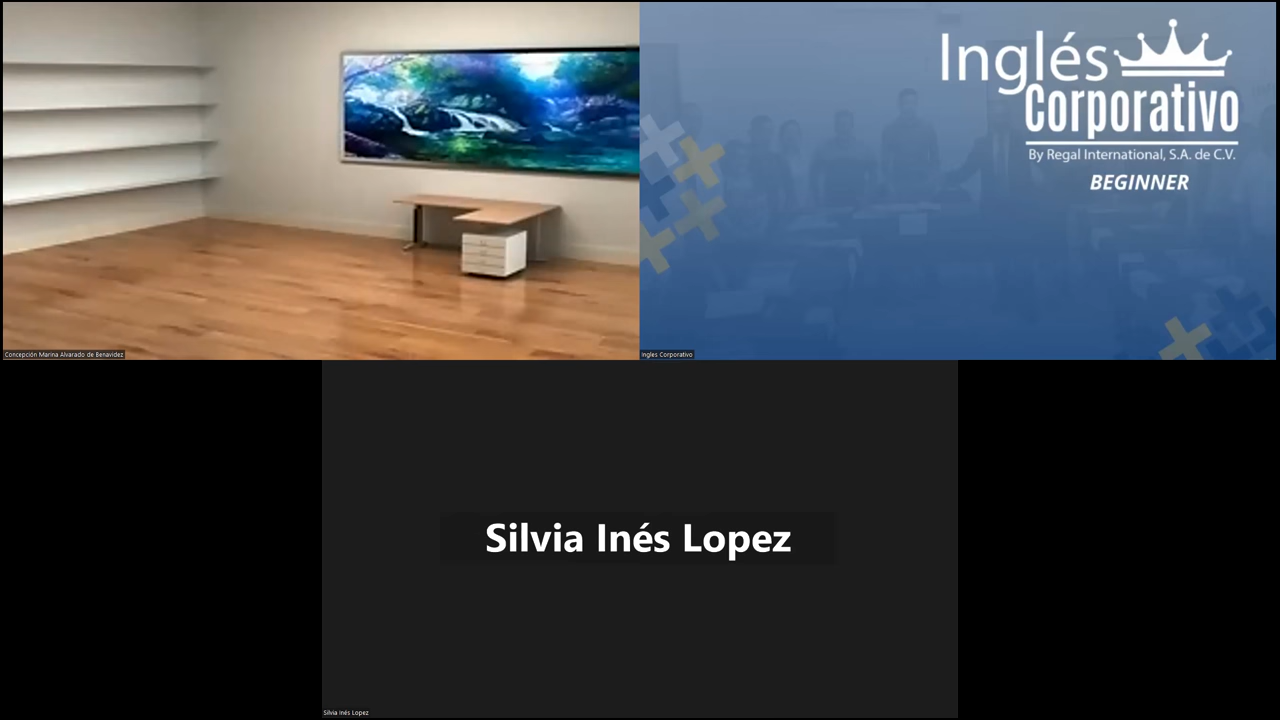 Inglés
Corporativo
By Regal International, S.A. de C.V.
BEGINNER
Concepción Marina Alvarado de Benavidez
Ingles Corporativo
Silvia Inés Lopez
Silvia Inés Lopez